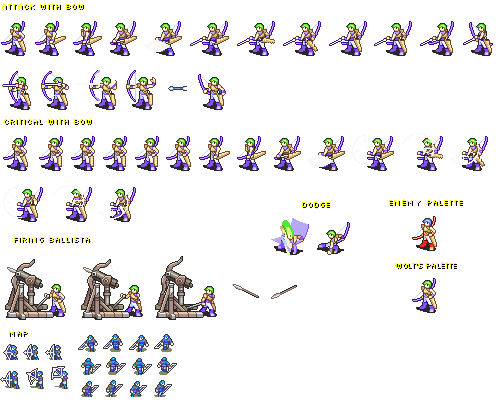 ATTACK WITH BOW
CRITICAL WITH BOW
DODGE
ENEMY PALETTE
FIRING BALLISTA
WOLT'S PALETTE
MAP